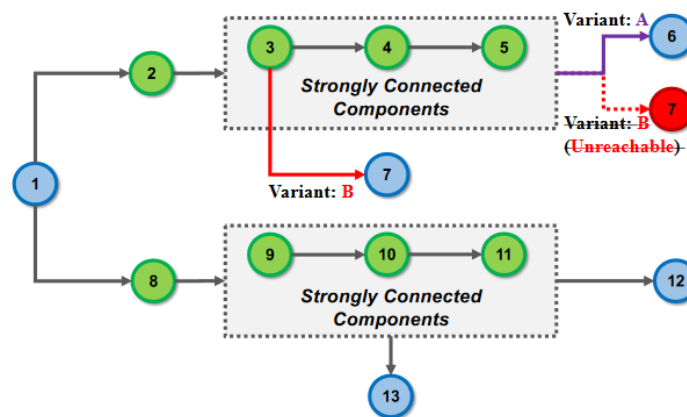 Variant: A
3
4
5
6
2
Strongly Connected
Components
7
Variant: B
(Unreachable)
1
7
Variant: B
9
10
11
8
12
Strongly Connected
Components
13